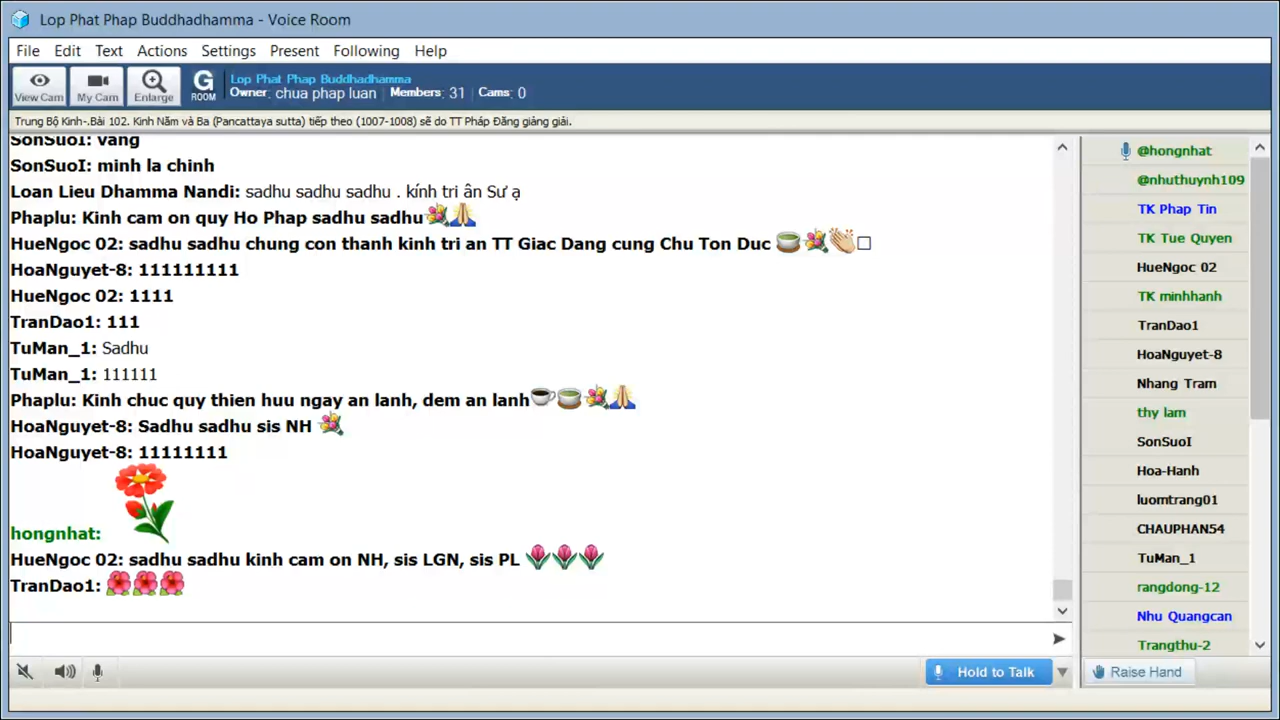 Lop Phat Phap Buddhadhamma - Voice Room
File Edit Text Actions Settings Present Following Help
View Cam My Cam Enlarge G ROOM
Lop Phat Phap Buddhadhamma
Owner: chua phap luan Members: 31 Cams: 0
Trung Bộ Kinh-.Bài 102. Kinh Năm và Ba (Pancattaya sutta) tiếp theo (1007-1008) sẽ do TT Pháp Đăng giảng giải.
SonSuoI: vang
SonSuoI: minh la chinh
Loan Lieu Dhamma Nandi: sadhu sadhu sadhu . kính tri ân Sư ạ
Phaplu: Kinh cam on quy Ho Phap sadhu sadhu
HueNgoc 02: sadhu sadhu chung con thanh kinh tri an TT Giac Dang cung Chu Ton Duc
HoaNguyet-8: 111111111
HueNgoc 02: 1111
TranDao1: 111
TuMan_1: Sadhu
TuMan_1: 111111
Phaplu: Kinh chuc quy thien huu ngay an lanh, dem an lanh
HoaNguyet-8: Sadhu sadhu sis NH
HoaNguyet-8: 11111111
hongnhat:
HueNgoc 02: sadhu sadhu kinh cam on NH, sis LGN, sis PL
TranDao1:
@hongnhat
@nhuthuynh109
TK Phap Tin
TK Tue Quyen
HueNgoc 02
TK minhhanh
TranDao1
HoaNguyet-8
Nhang Tram
thy lam
SonSuoI
Hoa-Hanh
luomtrang01
CHAUPHAN54
TuMan_1
rangdong-12
Nhu Quangcan
Trangthu-2
Hold to Talk
Raise Hand